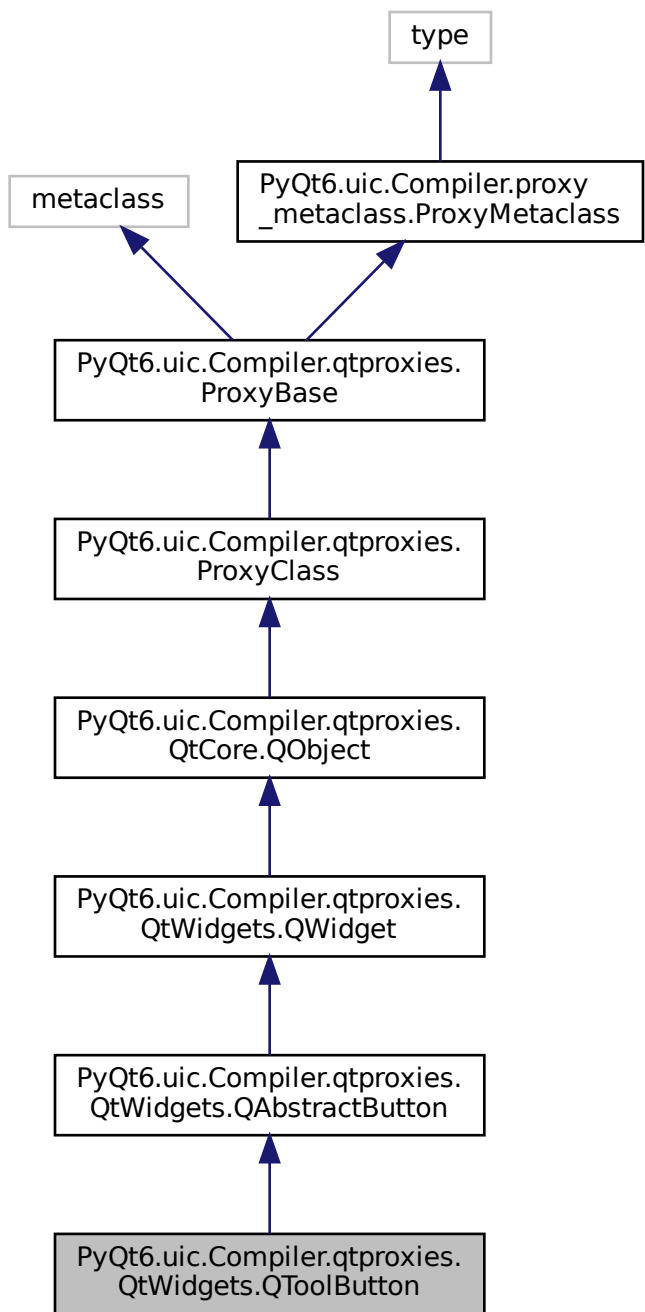 type
metaclass
PyQt6.uic.Compiler.proxy
_metaclass.ProxyMetaclass
PyQt6.uic.Compiler.qtproxies.
ProxyBase
PyQt6.uic.Compiler.qtproxies.
ProxyClass
PyQt6.uic.Compiler.qtproxies.
QtCore.QObject
PyQt6.uic.Compiler.qtproxies.
QtWidgets.QWidget
PyQt6.uic.Compiler.qtproxies.
QtWidgets.QAbstractButton
PyQt6.uic.Compiler.qtproxies.
QtWidgets.QToolButton